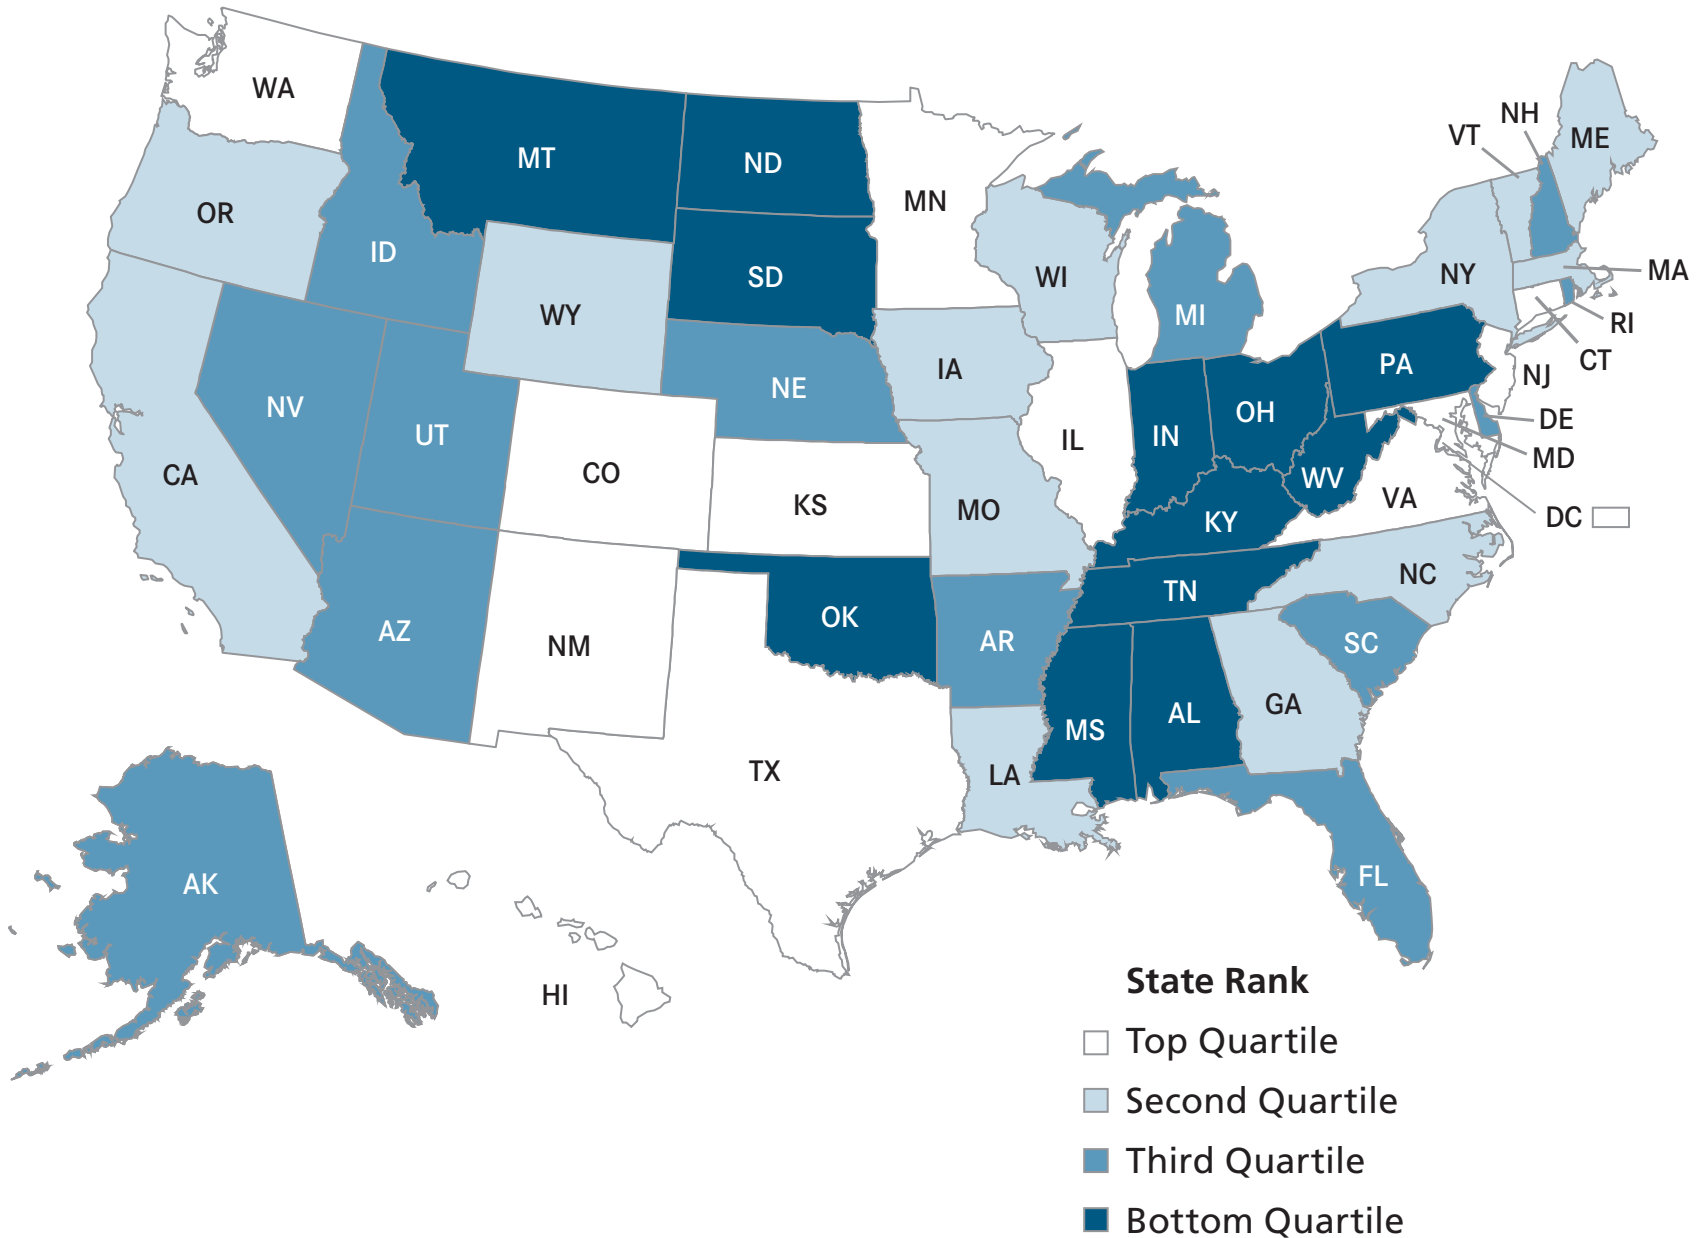 WA
MT
ND
MN
OR
ID
SD
WY
WI
MI
NY
VT
NH
ME
MA
RI
CT
NJ
DE
MD
DC
NV
UT
CO
NE
IA
IL
IN
OH
PA
CA
KS
MO
KY
WV
VA
AZ
NM
OK
AR
TN
NC
SC
TX
LA
MS
AL
GA
FL
AK
HI
State Rank
Top Quartile
Second Quartile
Third Quartile
Bottom Quartile